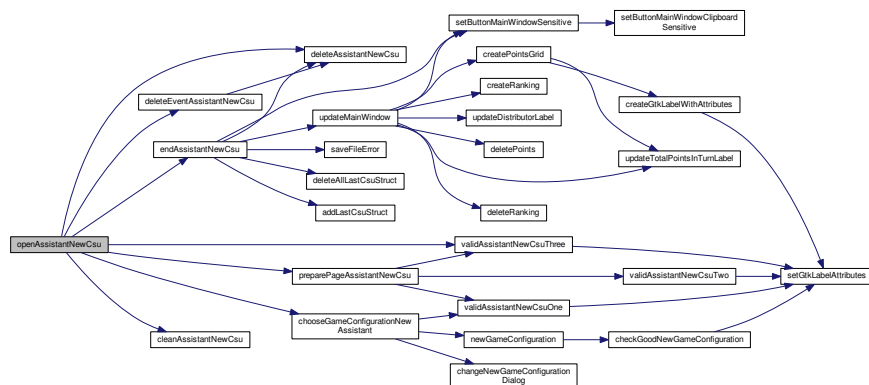 setButtonMainWindowSensitive
setButtonMainWindowClipboard
Sensitive
deleteAssistantNewCsu
createPointsGrid
createRanking
deleteEventAssistantNewCsu
createGtkLabelWithAttributes
updateMainWindow
updateDistributorLabel
endAssistantNewCsu
saveFileError
deletePoints
updateTotalPointsInTurnLabel
deleteAllLastCsuStruct
addLastCsuStruct
deleteRanking
openAssistantNewCsu
validAssistantNewCsuThree
preparePageAssistantNewCsu
validAssistantNewCsuTwo
setGtkLabelAttributes
validAssistantNewCsuOne
chooseGameConfigurationNew
Assistant
cleanAssistantNewCsu
newGameConfiguration
checkGoodNewGameConfiguration
changeNewGameConfiguration
Dialog